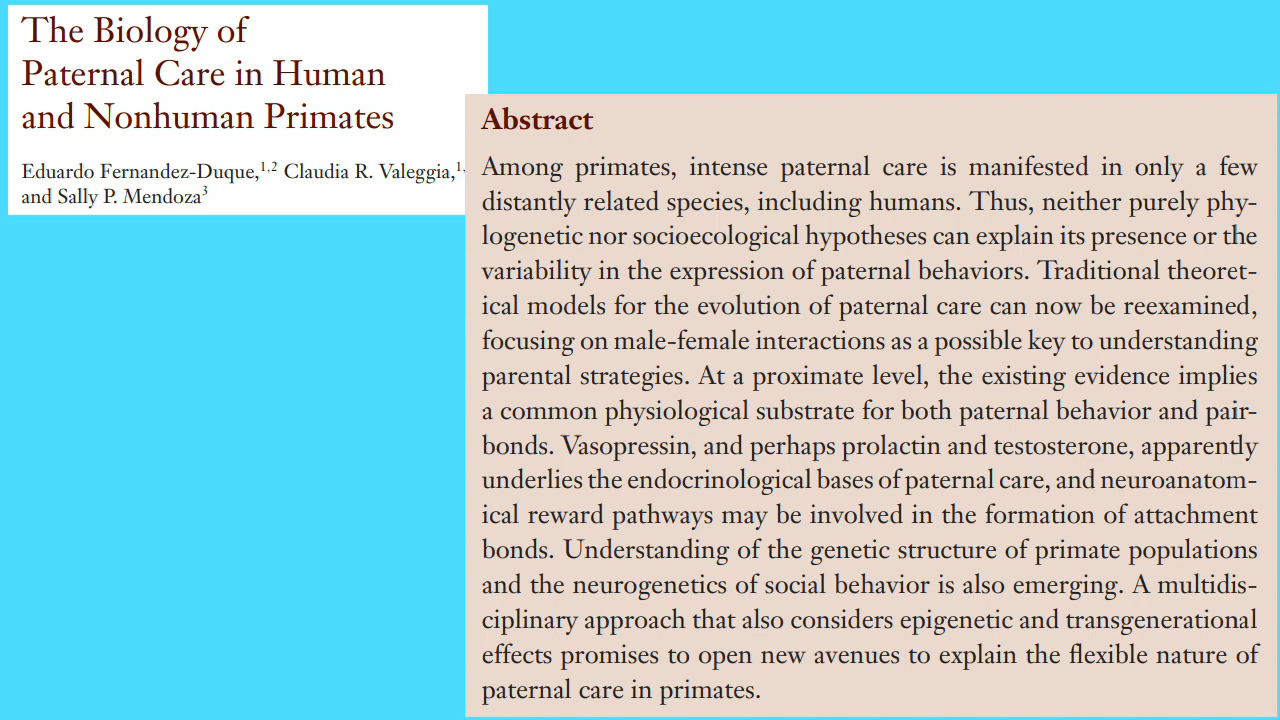 The Biology of
Paternal Care in Human
and Nonhuman Primates
Eduardo Fernandez-Duque,1,2 Claudia R. Valeggia,1,
and Sally P. Mendoza3
Abstract
Among primates, intense paternal care is manifested in only a few
distantly related species, including humans. Thus, neither purely phy-
logenetic nor socioecological hypotheses can explain its presence or the
variability in the expression of paternal behaviors. Traditional theoret-
ical models for the evolution of paternal care can now be reexamined,
focusing on male-female interactions as a possible key to understanding
parental strategies. At a proximate level, the existing evidence implies
a common physiological substrate for both paternal behavior and pair-
bonds. Vasopressin, and perhaps prolactin and testosterone, apparently
underlies the endocrinological bases of paternal care, and neuroanatom-
ical reward pathways may be involved in the formation of attachment
bonds. Understanding of the genetic structure of primate populations
and the neurogenetics of social behavior is also emerging. A multidis-
ciplinary approach that also considers epigenetic and transgenerational
effects promises to open new avenues to explain the flexible nature of
paternal care in primates.